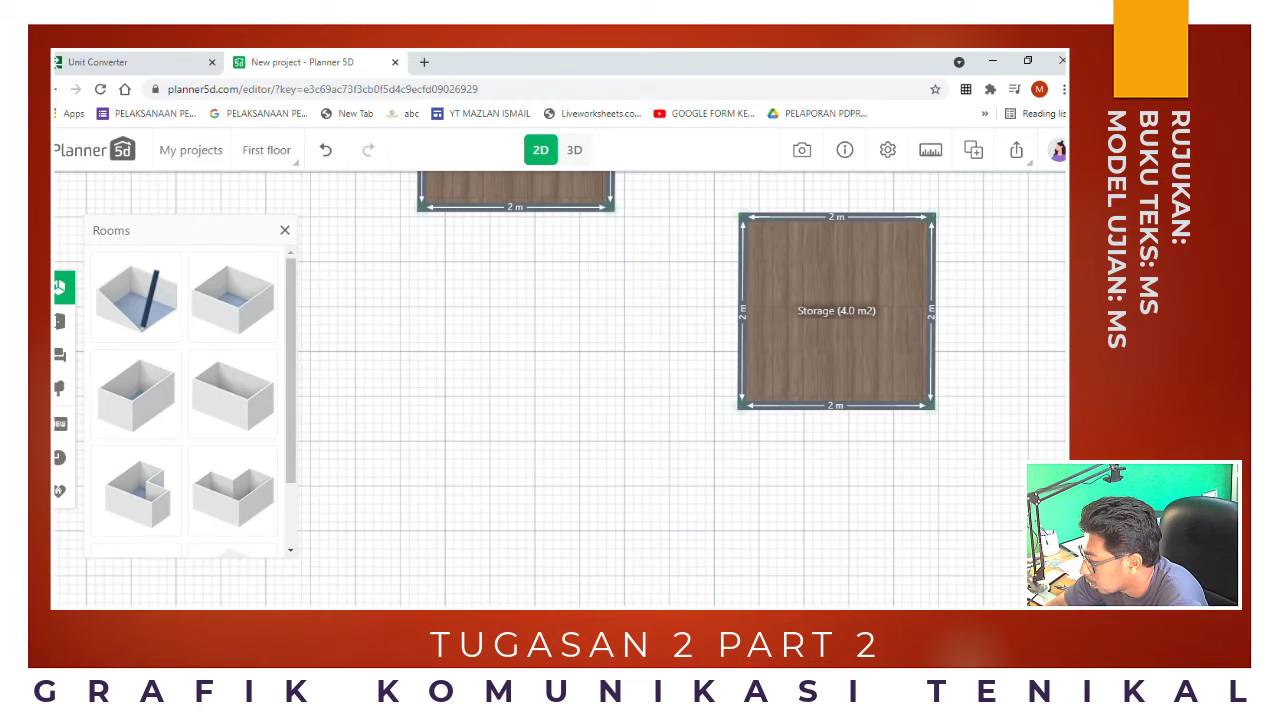 Unit Converter
New project - Planner 5D
planner5d.com/editor/?key=e3c69ac73f3cb0f5d4c9ecfd09026929
M
Apps
PELAKSANAAN PE...
PELAKSANAAN PE...
New Tab
abc
YT MAZLAN ISMAIL
Liveworksheets.co...
GOOGLE FORM KE...
PELAPORAN PDPR...
»
Reading lis
Planner 5d
My projects
First floor
2D
3D
Rooms
NEW
2 m
2 m
2 m
2 m
2 m
Storage (4.0 m2)
RUJUKAN:
BUKU TEKS: MS
MODEL UJIAN: MS
TUGASAN 2 PART 2
GRAFIK KOMUNIKASI TENIKAL